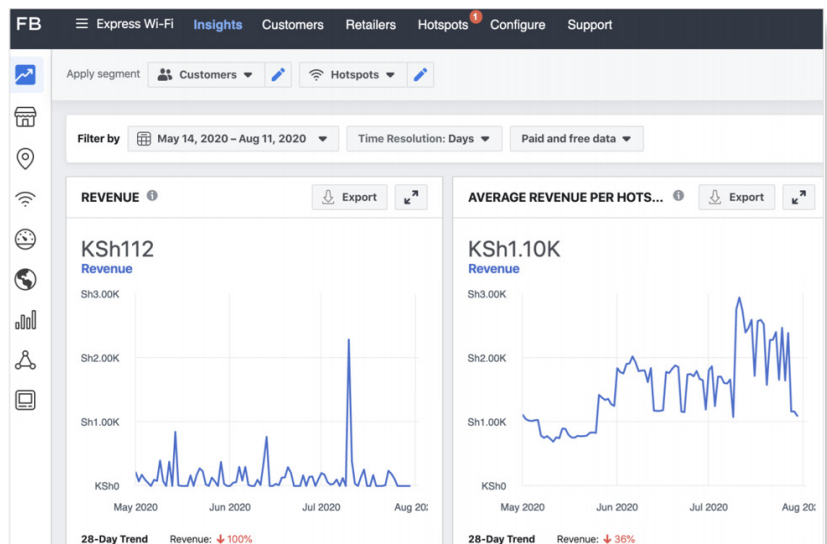 FB Express Wi-Fi Insights Customers Retailers Hotspots 1 Configure Support
Apply segment Customers Hotspots
Filter by May 14, 2020 – Aug 11, 2020 Time Resolution: Days Paid and free data
REVENUE Export
KSh112
Revenue
Sh3.00K
Sh2.00K
Sh1.00K
KSh0
May 2020 Jun 2020 Jul 2020 Aug 20
28-Day Trend Revenue: 100%
AVERAGE REVENUE PER HOTS... Export
KSh1.10K
Revenue
Sh3.00K
Sh2.00K
Sh1.00K
KSh0
May 2020 Jun 2020 Jul 2020 Aug 20
28-Day Trend Revenue: 36%